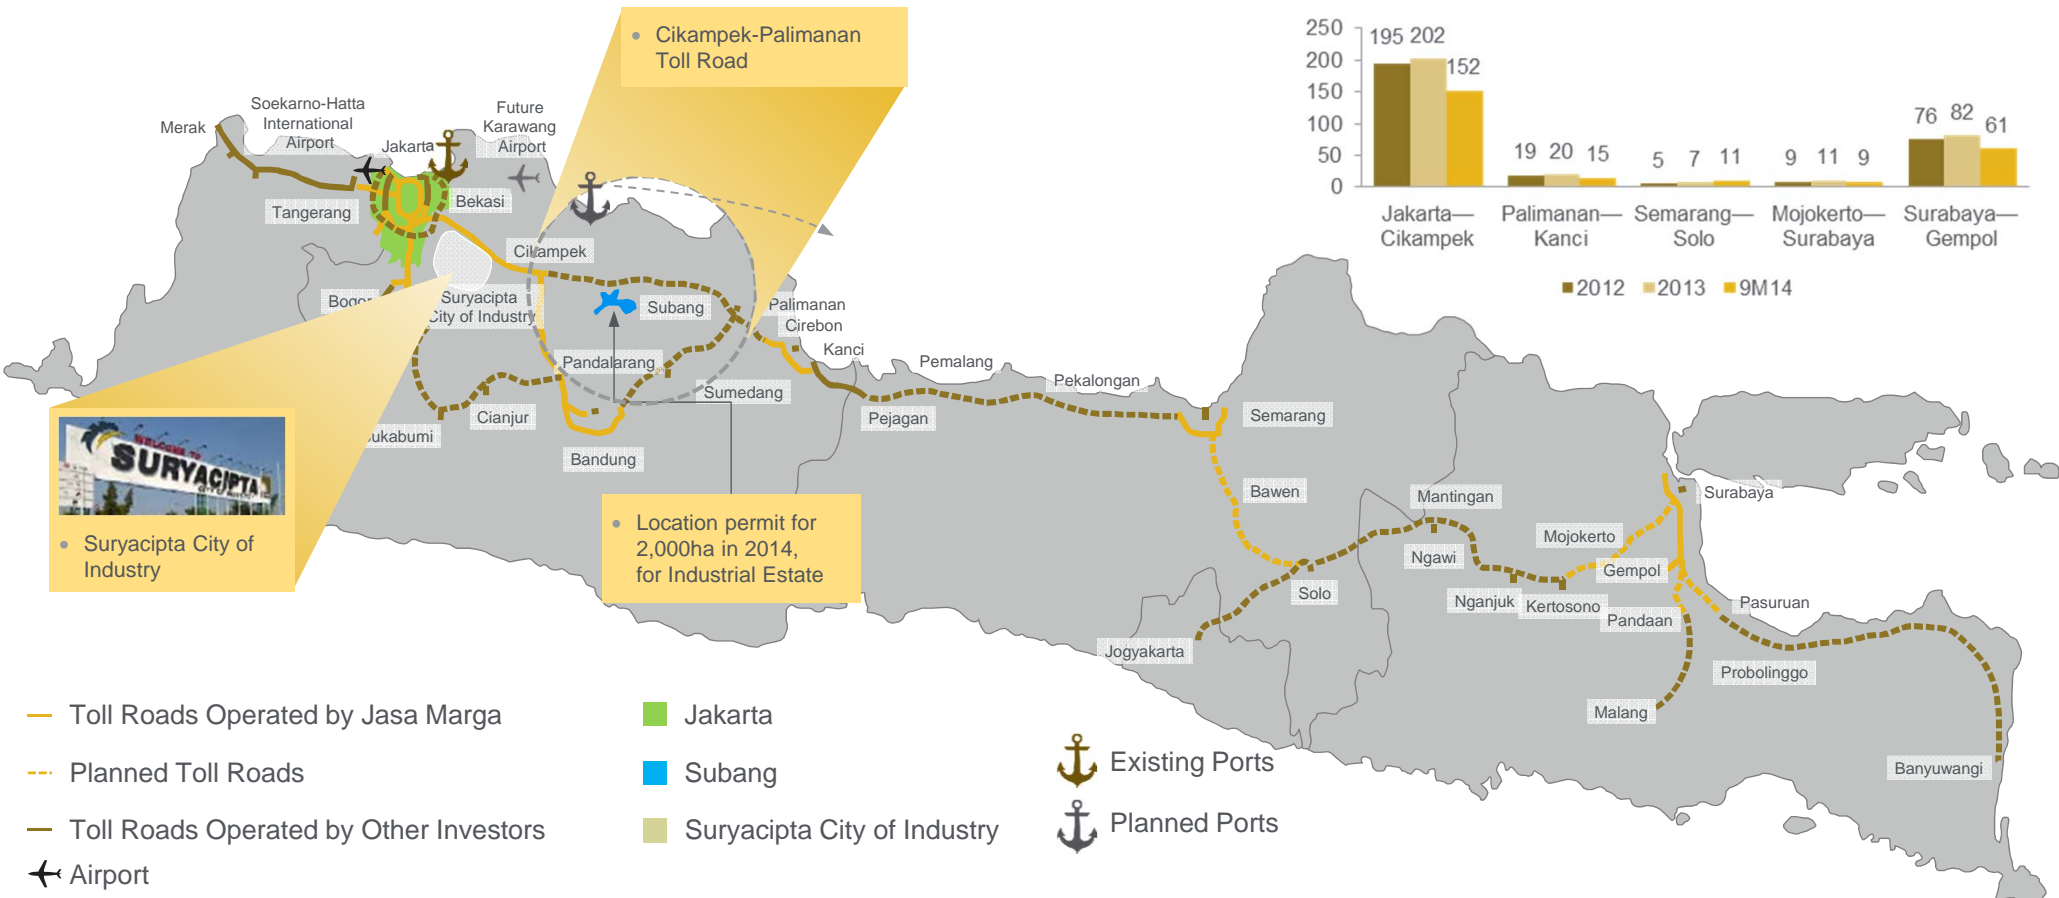 • Cikampek-Palimanan
Toll Road
250
200
150
100
50
0
195 202
152
19 20 15
5 7 11
9 11 9
76 82 61
Jakarta—
Cikampek
Palimanan—
Kanci
Semarang—
Solo
Mojokerto—
Surabaya
Surabaya—
Gempol
2012 2013 9M14
Merak
Soekarno-Hatta
International
Airport
Jakarta
Future
Karawang
Airport
Tangerang
Bekasi
Cikampek
Bogor
Suryacipta
City of Industry
Subang
Palimanan
Cirebon
Kanci
Pandalarang
Sumedang
Pemalang
Pekalongan
Pejagan
Cianjur
Sukabumi
Bandung
Semarang
Bawen
Mantingan
Surabaya
Mojokerto
Ngawi
Gempol
Solo
Nganjuk
Kertosono
Pandaan
Pasuruan
Jogyakarta
Probolinggo
Malang
Banyuwangi
WELCOME TO
SURYACIPTA
• Suryacipta City of
Industry
• Location permit for
2,000ha in 2014,
for Industrial Estate
Toll Roads Operated by Jasa Marga
Planned Toll Roads
Toll Roads Operated by Other Investors
Airport
Jakarta
Subang
Suryacipta City of Industry
Existing Ports
Planned Ports